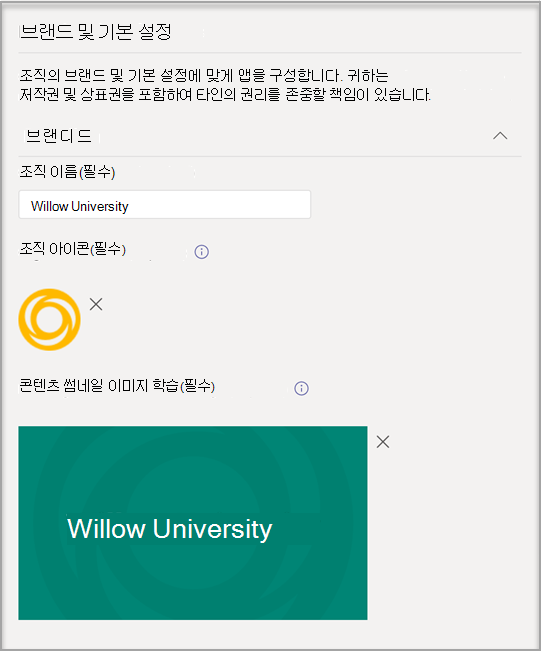 브랜드 및 기본 설정
조직의 브랜드 및 기본 설정에 맞게 앱을 구성합니다. 귀하는
저작권 및 상표권을 포함하여 타인의 권리를 존중할 책임이 있습니다.
브랜디드
조직 이름(필수)
Willow University
조직 아이콘(필수)
콘텐츠 썸네일 이미지 학습(필수)
Willow University